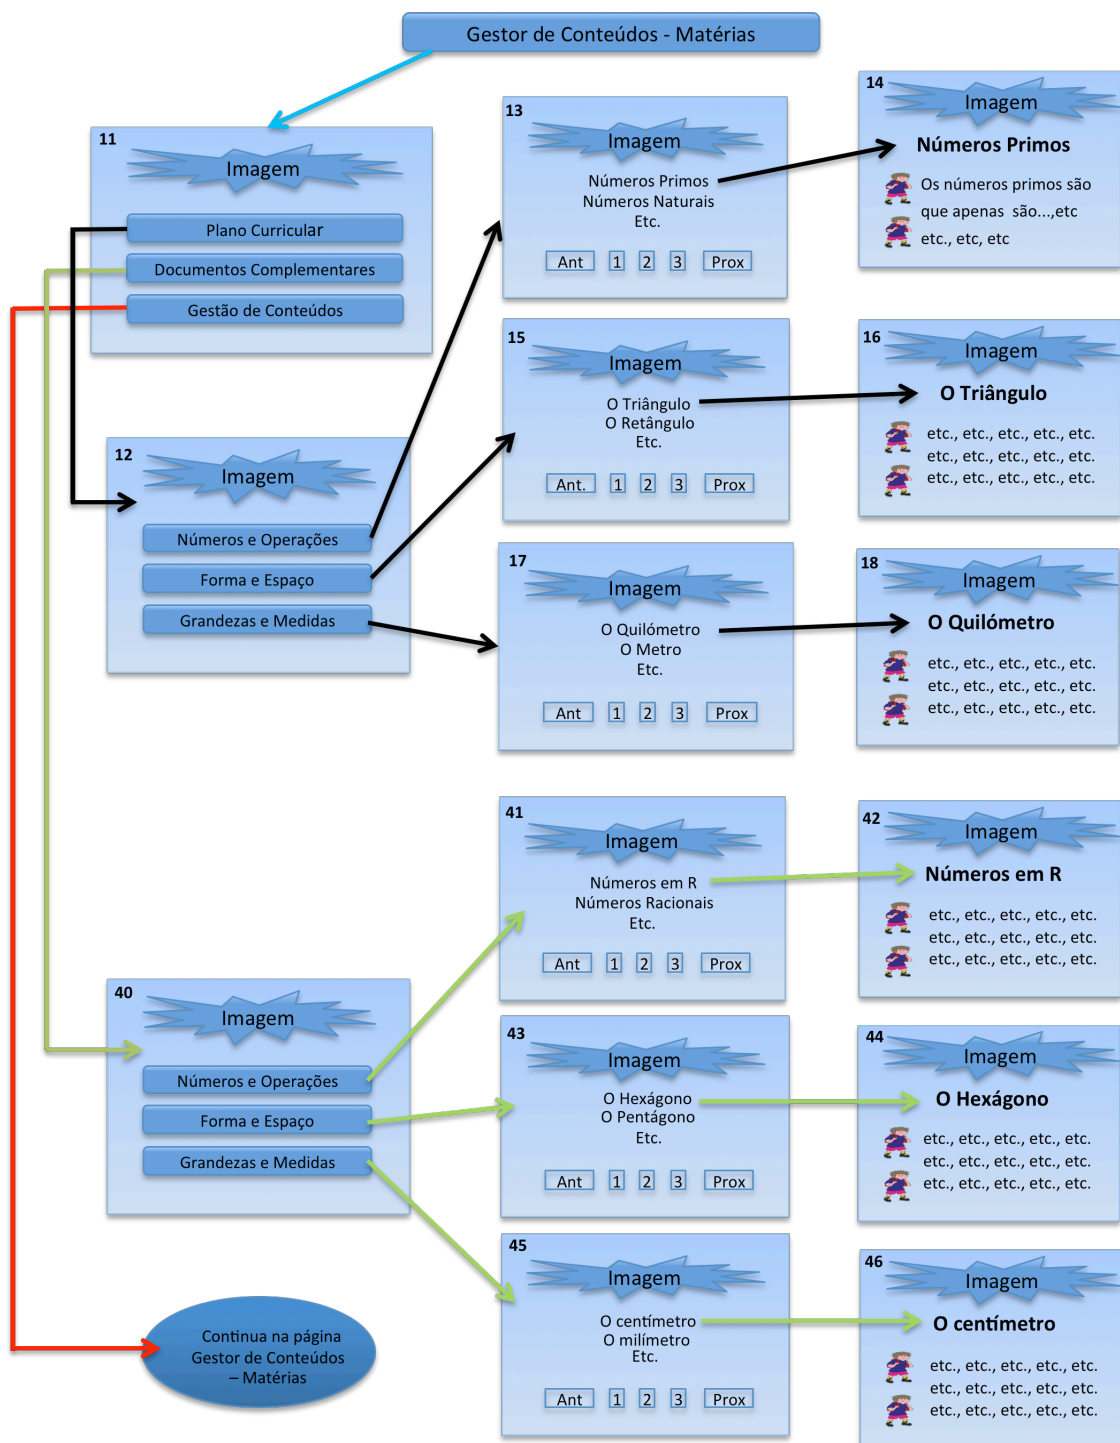 Gestor de Conteúdos - Matérias
11
Imagem
Plano Curricular
Documentos Complementares
Gestão de Conteúdos
12
Imagem
Números e Operações
Forma e Espaço
Grandezas e Medidas
13
Imagem
Números Primos
Números Naturais
Etc.
Ant 1 2 3 Prox
14
Imagem
Números Primos
Os números primos são
que apenas são...,etc
etc., etc, etc
15
Imagem
O Triângulo
O Retângulo
Etc.
Ant. 1 2 3 Prox
16
Imagem
O Triângulo
etc., etc., etc., etc., etc.
etc., etc., etc., etc., etc.
etc., etc., etc., etc., etc.
17
Imagem
O Quilómetro
O Metro
Etc.
Ant 1 2 3 Prox
18
Imagem
O Quilómetro
etc., etc., etc., etc., etc.
etc., etc., etc., etc., etc.
etc., etc., etc., etc., etc.
40
Imagem
Números e Operações
Forma e Espaço
Grandezas e Medidas
41
Imagem
Números em R
Números Racionais
Etc.
Ant 1 2 3 Prox
42
Imagem
Números em R
etc., etc., etc., etc., etc.
etc., etc., etc., etc., etc.
etc., etc., etc., etc., etc.
43
Imagem
O Hexágono
O Pentágono
Etc.
Ant 1 2 3 Prox
44
Imagem
O Hexágono
etc., etc., etc., etc., etc.
etc., etc., etc., etc., etc.
etc., etc., etc., etc., etc.
45
Imagem
O centímetro
O milímetro
Etc.
Ant 1 2 3 Prox
46
Imagem
O centímetro
etc., etc., etc., etc., etc.
etc., etc., etc., etc., etc.
etc., etc., etc., etc., etc.
Continua na página
Gestor de Conteúdos
– Matérias